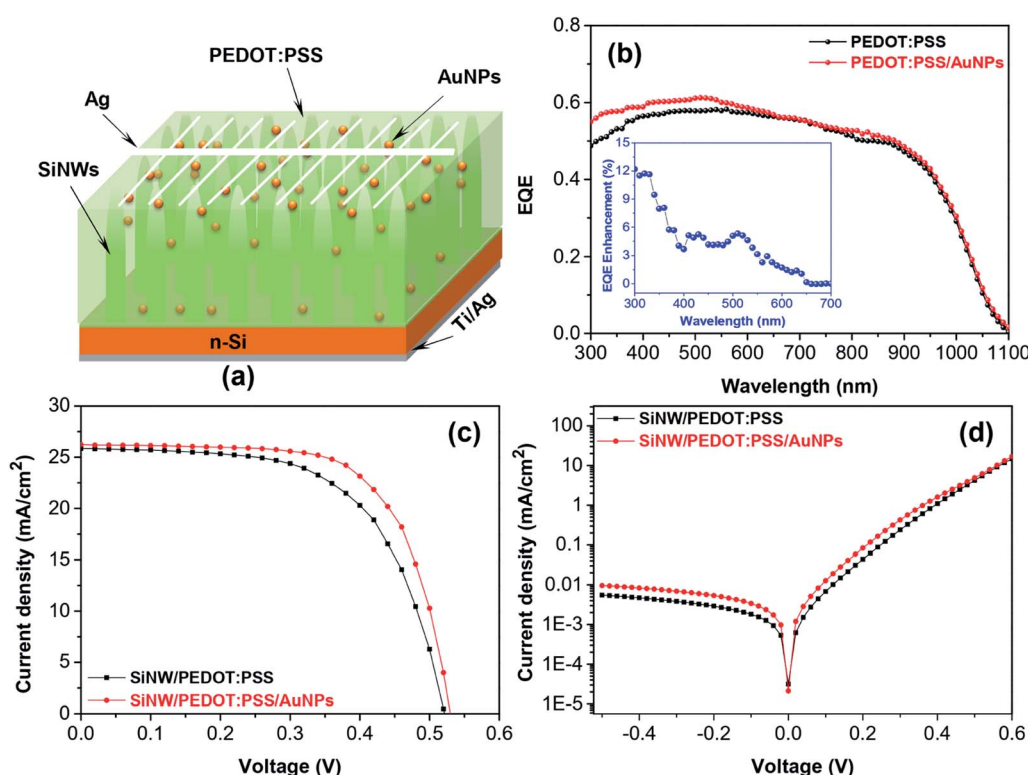 PEDOT:PSS
AuNPs
Ag
SiNWs
n-Si
Ti/Ag
(a)
(b)
PEDOT:PSS
PEDOT:PSS/AuNPs
EQE
0.8
0.6
0.4
0.2
0.0
300 400 500 600 700 800 900 1000 1100
Wavelength (nm)
EQE Enhancement (%)
15
12
9
6
3
0
300 400 500 600 700
Wavelength (nm)
(c)
Current density (mA/cm²)
30
25
20
15
10
5
0
SiNW/PEDOT:PSS
SiNW/PEDOT:PSS/AuNPs
0.0 0.1 0.2 0.3 0.4 0.5 0.6
Voltage (V)
(d)
SiNW/PEDOT:PSS
SiNW/PEDOT:PSS/AuNPs
Current density (mA/cm²)
100
10
1
0.1
0.01
1E-3
1E-4
1E-5
-0.4 -0.2 0.0 0.2 0.4 0.6
Voltage (V)